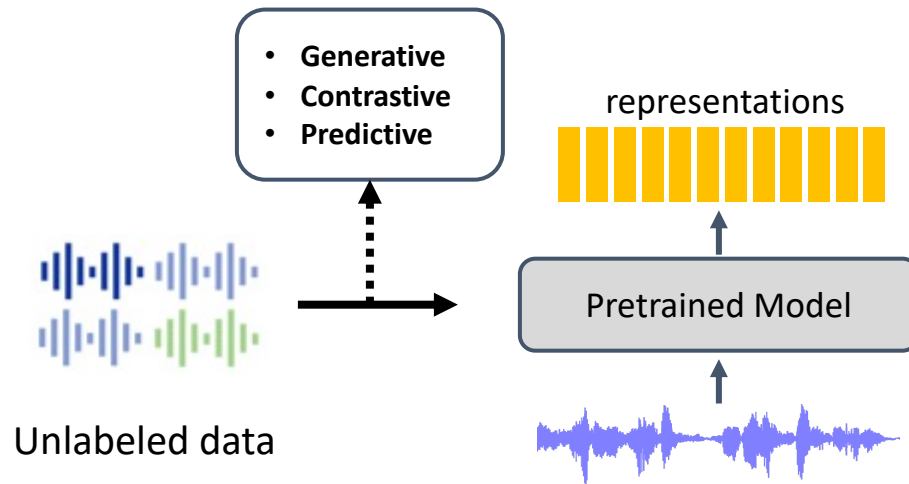 • Generative
• Contrastive
• Predictive
representations
Pretrained Model
Unlabeled data